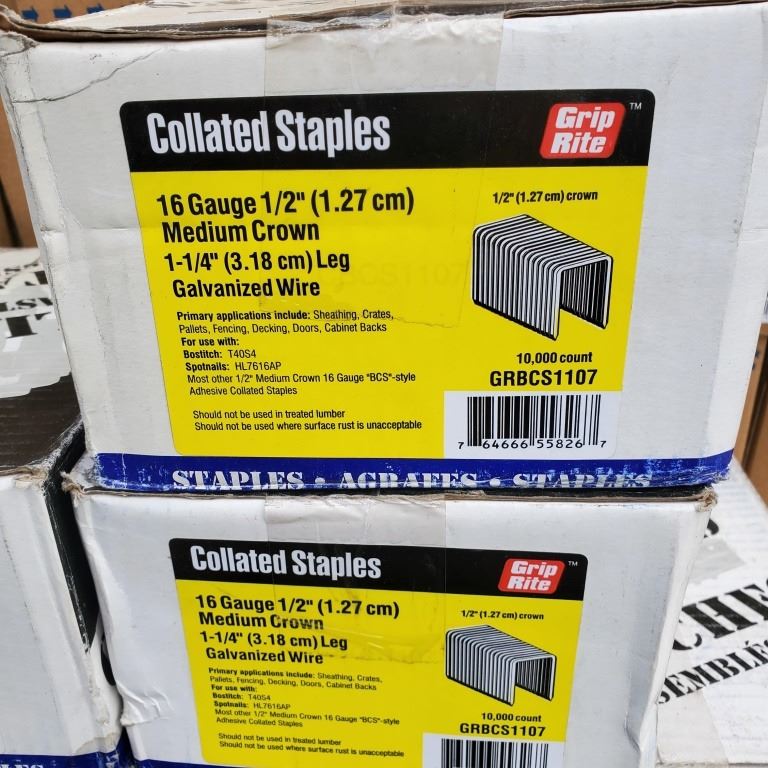 Collated Staples
Grip Rite™
16 Gauge 1/2" (1.27 cm)
Medium Crown
1-1/4" (3.18 cm) Leg
Galvanized Wire
1/2" (1.27 cm) crown
Primary applications include: Sheathing, Crates,
Pallets, Fencing, Decking, Doors, Cabinet Backs
For use with:
Bostitch: T40S4
Spotnails: HL7616AP
Most other 1/2" Medium Crown 16 Gauge "BCS"-style
Adhesive Collated Staples
Should not be used in treated lumber
Should not be used where surface rust is unacceptable
10,000 count
GRBCS1107
7 64666 55826 7
STAPLES • AGRAFES • STAPLES
Collated Staples
Grip Rite™
16 Gauge 1/2" (1.27 cm)
Medium Crown
1-1/4" (3.18 cm) Leg
Galvanized Wire
1/2" (1.27 cm) crown
Primary applications include: Sheathing, Crates,
Pallets, Fencing, Decking, Doors, Cabinet Backs
For use with:
Bostitch: T40S4
Spotnails: HL7616AP
Most other 1/2" Medium Crown 16 Gauge "BCS"-style
Adhesive Collated Staples
Should not be used in treated lumber
Should not be used where surface rust is unacceptable
10,000 count
GRBCS1107